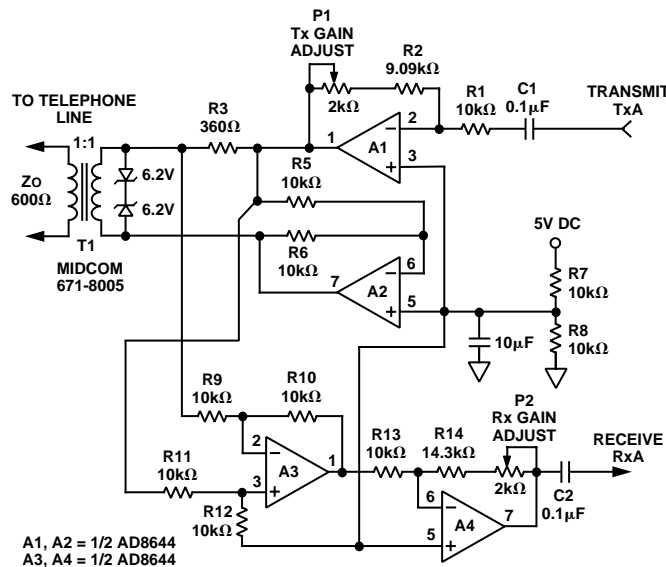 P1
Tx GAIN
ADJUST
R2
9.09kΩ
2kΩ
R1
10kΩ
C1
0.1µF
TRANSMIT
TxA
TO TELEPHONE
LINE
1:1
R3
360Ω
ZO
600Ω
6.2V
6.2V
T1
MIDCOM
671-8005
1
2
3
A1
R5
10kΩ
R6
10kΩ
7
6
5
A2
5V DC
R7
10kΩ
R8
10kΩ
10µF
R9
10kΩ
R10
10kΩ
R11
10kΩ
R12
10kΩ
2
3
1
A3
R13
10kΩ
R14
14.3kΩ
P2
Rx GAIN
ADJUST
2kΩ
6
5
7
A4
C2
0.1µF
RECEIVE
RxA
A1, A2 = 1/2 AD8644
A3, A4 = 1/2 AD8644